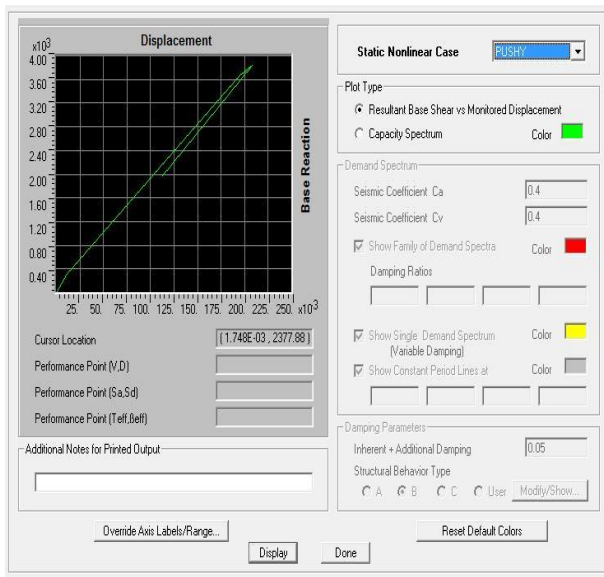 Displacement
x10³
4.00
3.60
3.20
2.80
2.40
2.00
1.60
1.20
0.80
0.40
Base Reaction
25. 50. 75. 100. 125. 150. 175. 200. 225. 250. x10³
Cursor Location (1.748E-03 , 2377.88)
Performance Point (V,D)
Performance Point (Sa,Sd)
Performance Point (Teff,ßeff)
Additional Notes for Printed Output
Override Axis Labels/Range...
Static Nonlinear Case PUSHY
Plot Type
Resultant Base Shear vs Monitored Displacement
Capacity Spectrum Color
Demand Spectrum
Seismic Coefficient Ca 0.4
Seismic Coefficient Cv 0.4
Show Family of Demand Spectra Color
Damping Ratios
Show Single Demand Spectrum Color
(Variable Damping)
Show Constant Period Lines at Color
Damping Parameters
Inherent + Additional Damping 0.05
Structural Behavior Type
A B C User Modify/Show...
Reset Default Colors
Display Done